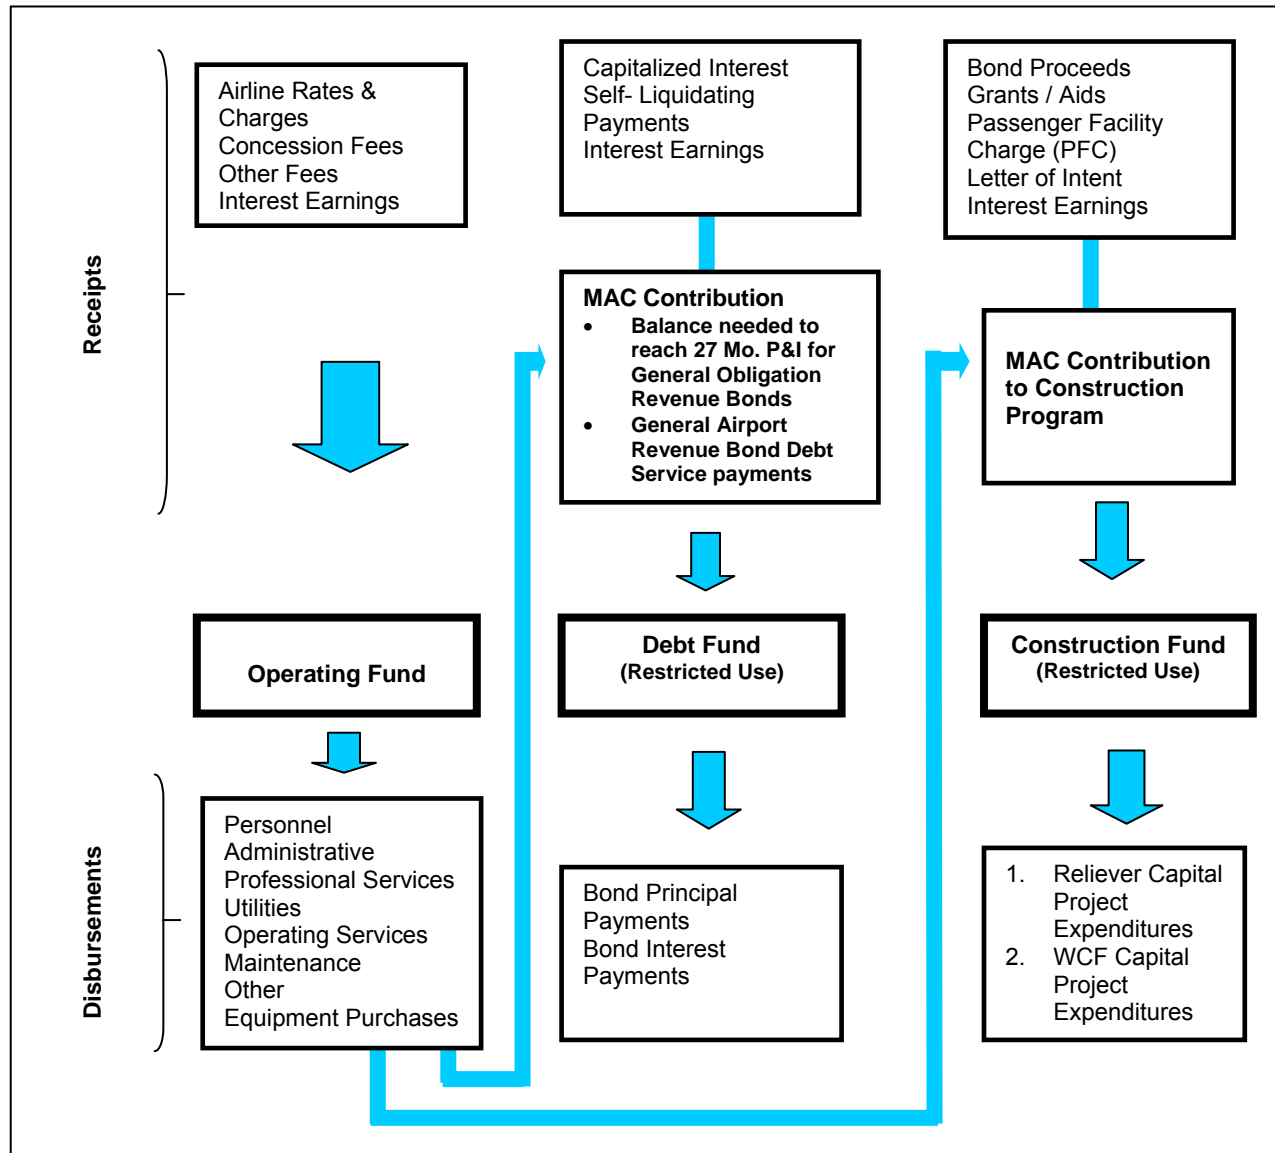 Receipts
Airline Rates &
Charges
Concession Fees
Other Fees
Interest Earnings
Capitalized Interest
Self- Liquidating
Payments
Interest Earnings
Bond Proceeds
Grants / Aids
Passenger Facility
Charge (PFC)
Letter of Intent
Interest Earnings
MAC Contribution
• Balance needed to
reach 27 Mo. P&I for
General Obligation
Revenue Bonds
• General Airport
Revenue Bond Debt
Service payments
MAC Contribution
to Construction
Program
Operating Fund
Debt Fund
(Restricted Use)
Construction Fund
(Restricted Use)
Disbursements
Personnel
Administrative
Professional Services
Utilities
Operating Services
Maintenance
Other
Equipment Purchases
Bond Principal
Payments
Bond Interest
Payments
1. Reliever Capital
Project
Expenditures
2. WCF Capital
Project
Expenditures